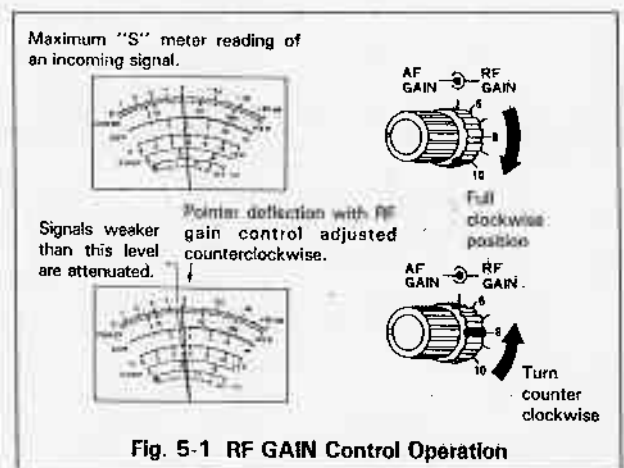 Maximum "S" meter reading of
an incoming signal.
AF GAIN
RF GAIN
6
8
10
Full
clockwise
position
Signals weaker
than this level
are attenuated.
Pointer deflection with RF
gain control adjusted
counterclockwise.
AF GAIN
RF GAIN
6
8
10
Turn
counter
clockwise
Fig. 5-1 RF GAIN Control Operation